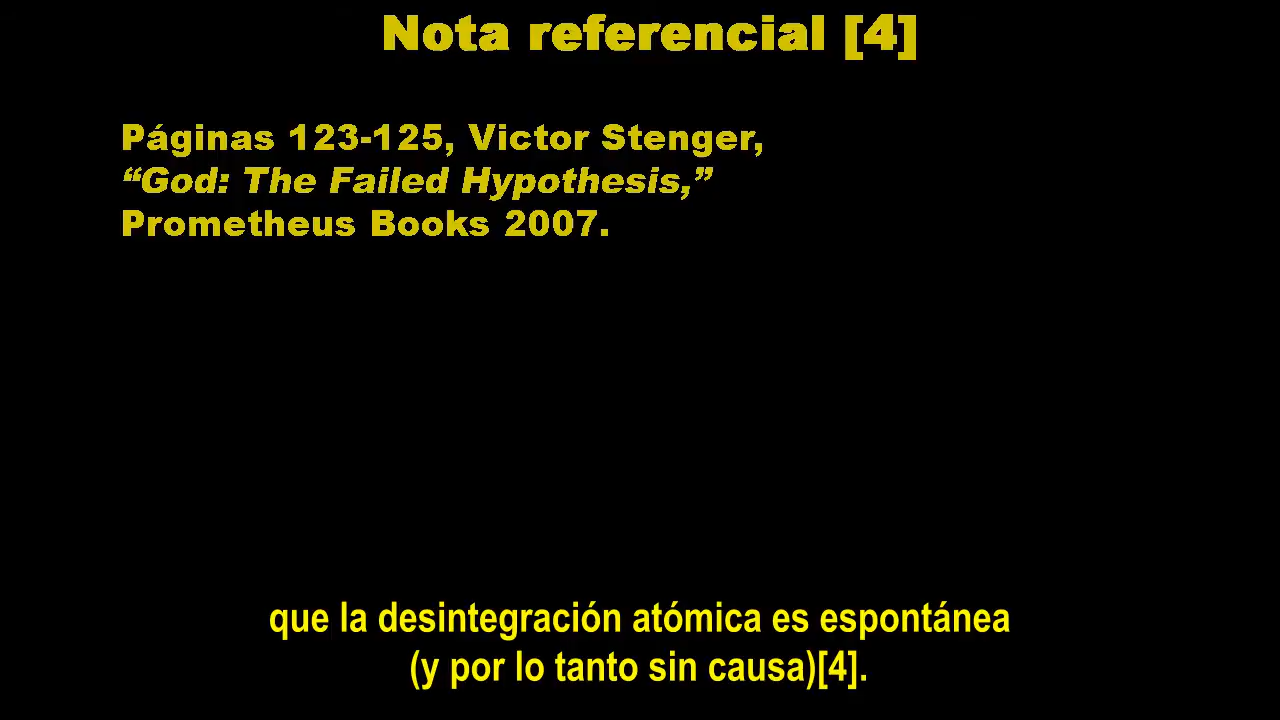 Nota referencial [4]
Páginas 123-125, Victor Stenger,
“God: The Failed Hypothesis,”
Prometheus Books 2007.
que la desintegración atómica es espontánea
(y por lo tanto sin causa)[4].